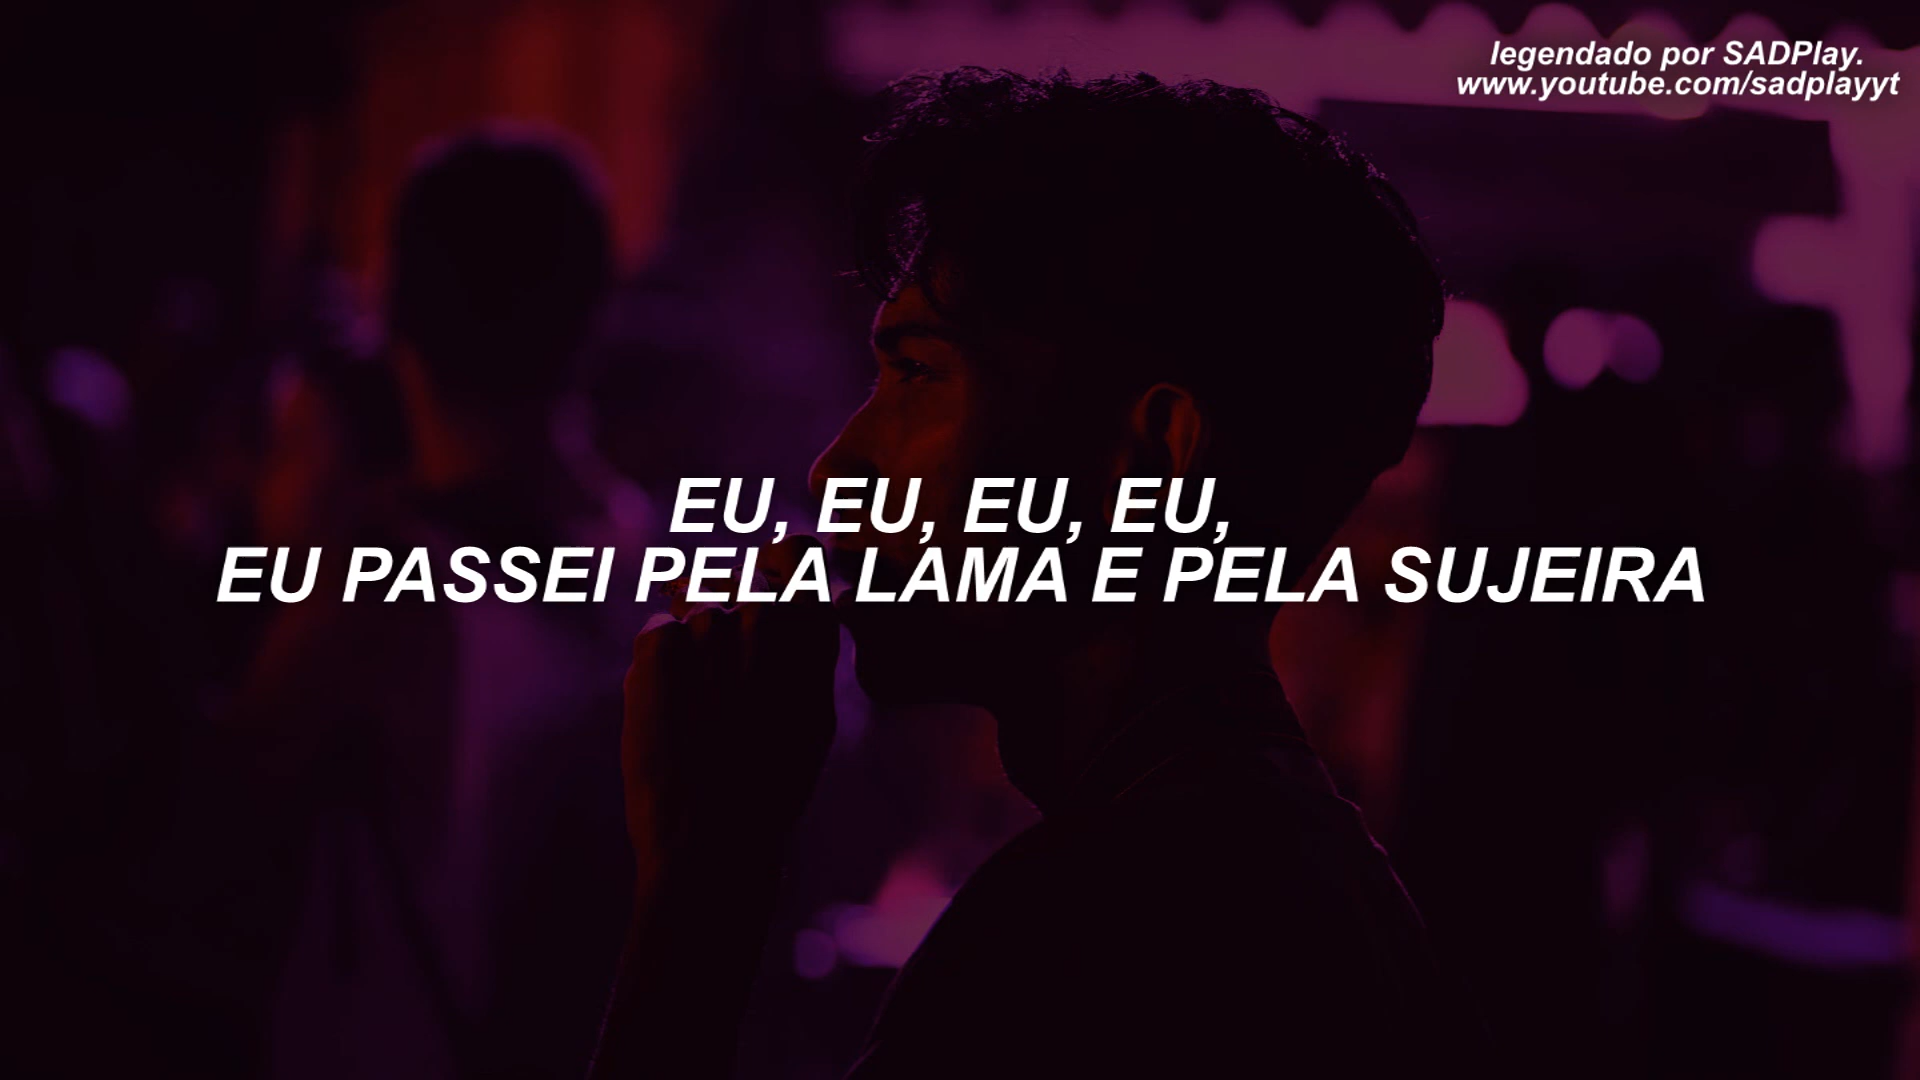 legendado por SADPlay.
www.youtube.com/sadplayyt
EU, EU, EU, EU,
EU PASSEI PELA LAMA E PELA SUJEIRA